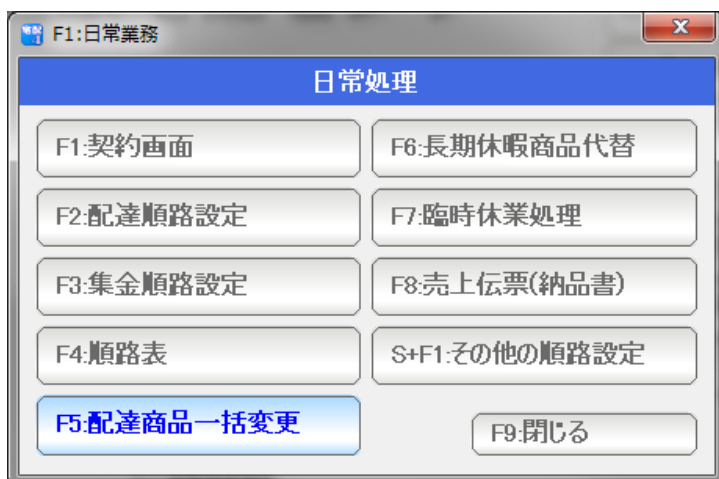 F1:日常業務
日常処理
F1:契約画面
F2:配達順路設定
F3:集金順路設定
F4:順路表
F5:配達商品一括変更
F6:長期休暇商品代替
F7:臨時休業処理
F8:売上伝票(納品書)
S+F1:その他の順路設定
F9:閉じる